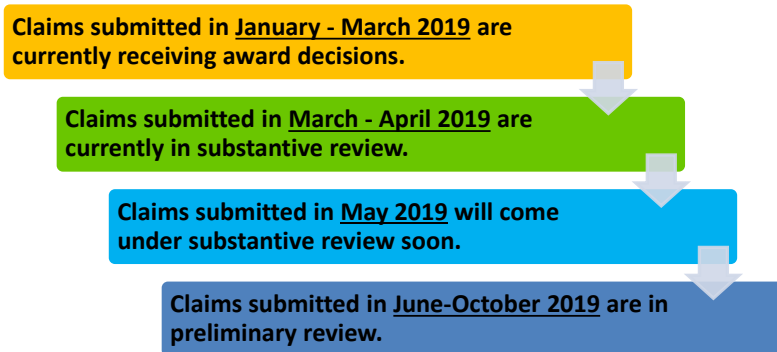 Claims submitted in January - March 2019 are
currently receiving award decisions.
Claims submitted in March - April 2019 are
currently in substantive review.
Claims submitted in May 2019 will come
under substantive review soon.
Claims submitted in June-October 2019 are in
preliminary review.